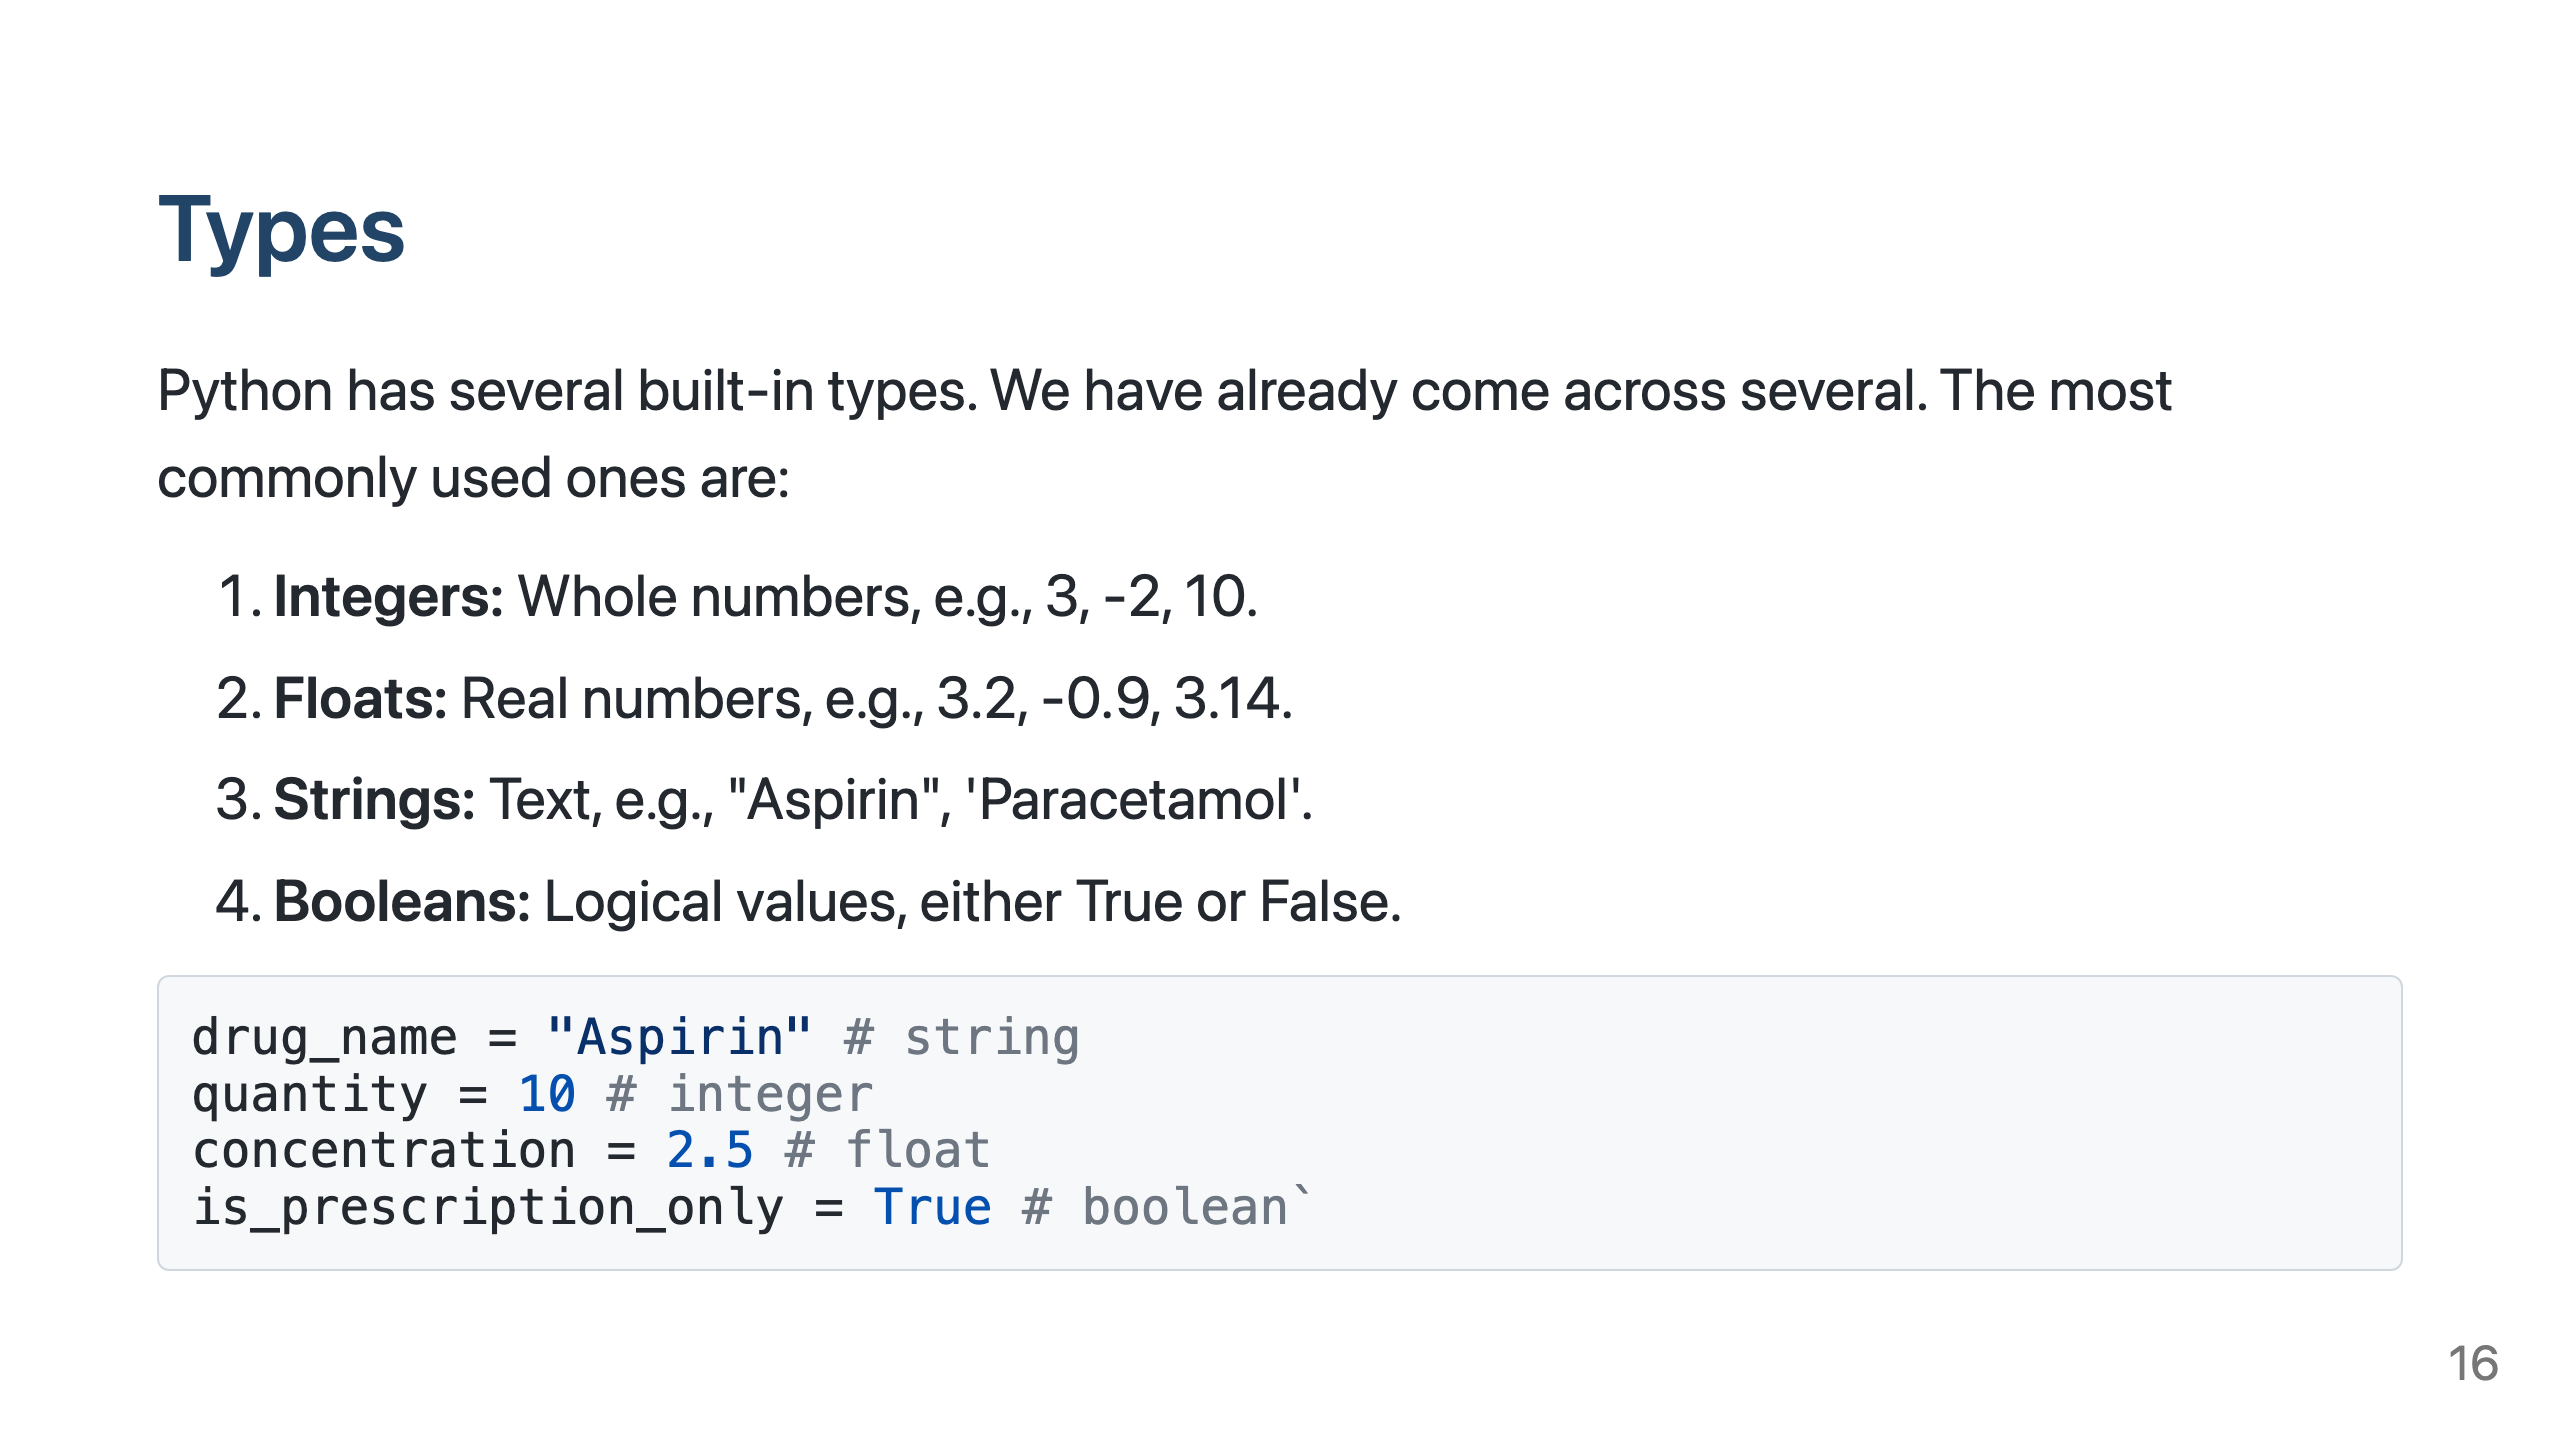 Types
Python has several built-in types. We have already come across several. The most
commonly used ones are:
1. Integers: Whole numbers, e.g., 3, -2, 10.
2. Floats: Real numbers, e.g., 3.2, -0.9, 3.14.
3. Strings: Text, e.g., "Aspirin", 'Paracetamol'.
4. Booleans: Logical values, either True or False.
drug_name = "Aspirin" # string
quantity = 10 # integer
concentration = 2.5 # float
is_prescription_only = True # boolean`
16